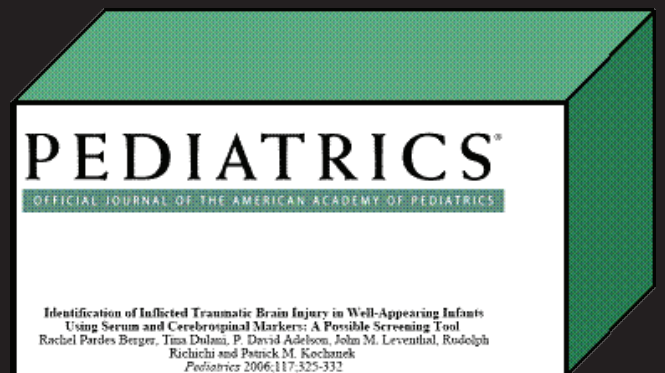 PEDIATRICS®
OFFICIAL JOURNAL OF THE AMERICAN ACADEMY OF PEDIATRICS
Identification of Inflicted Traumatic Brain Injury in Well-Appearing Infants
Using Serum and Cerebrospinal Markers: A Possible Screening Tool
Rachel Pardes Berger, Tina Dulani, P. David Adelson, John M. Leventhal, Rudolph
Richichi and Patrick M. Kochanek
Pediatrics 2006;117;325-332